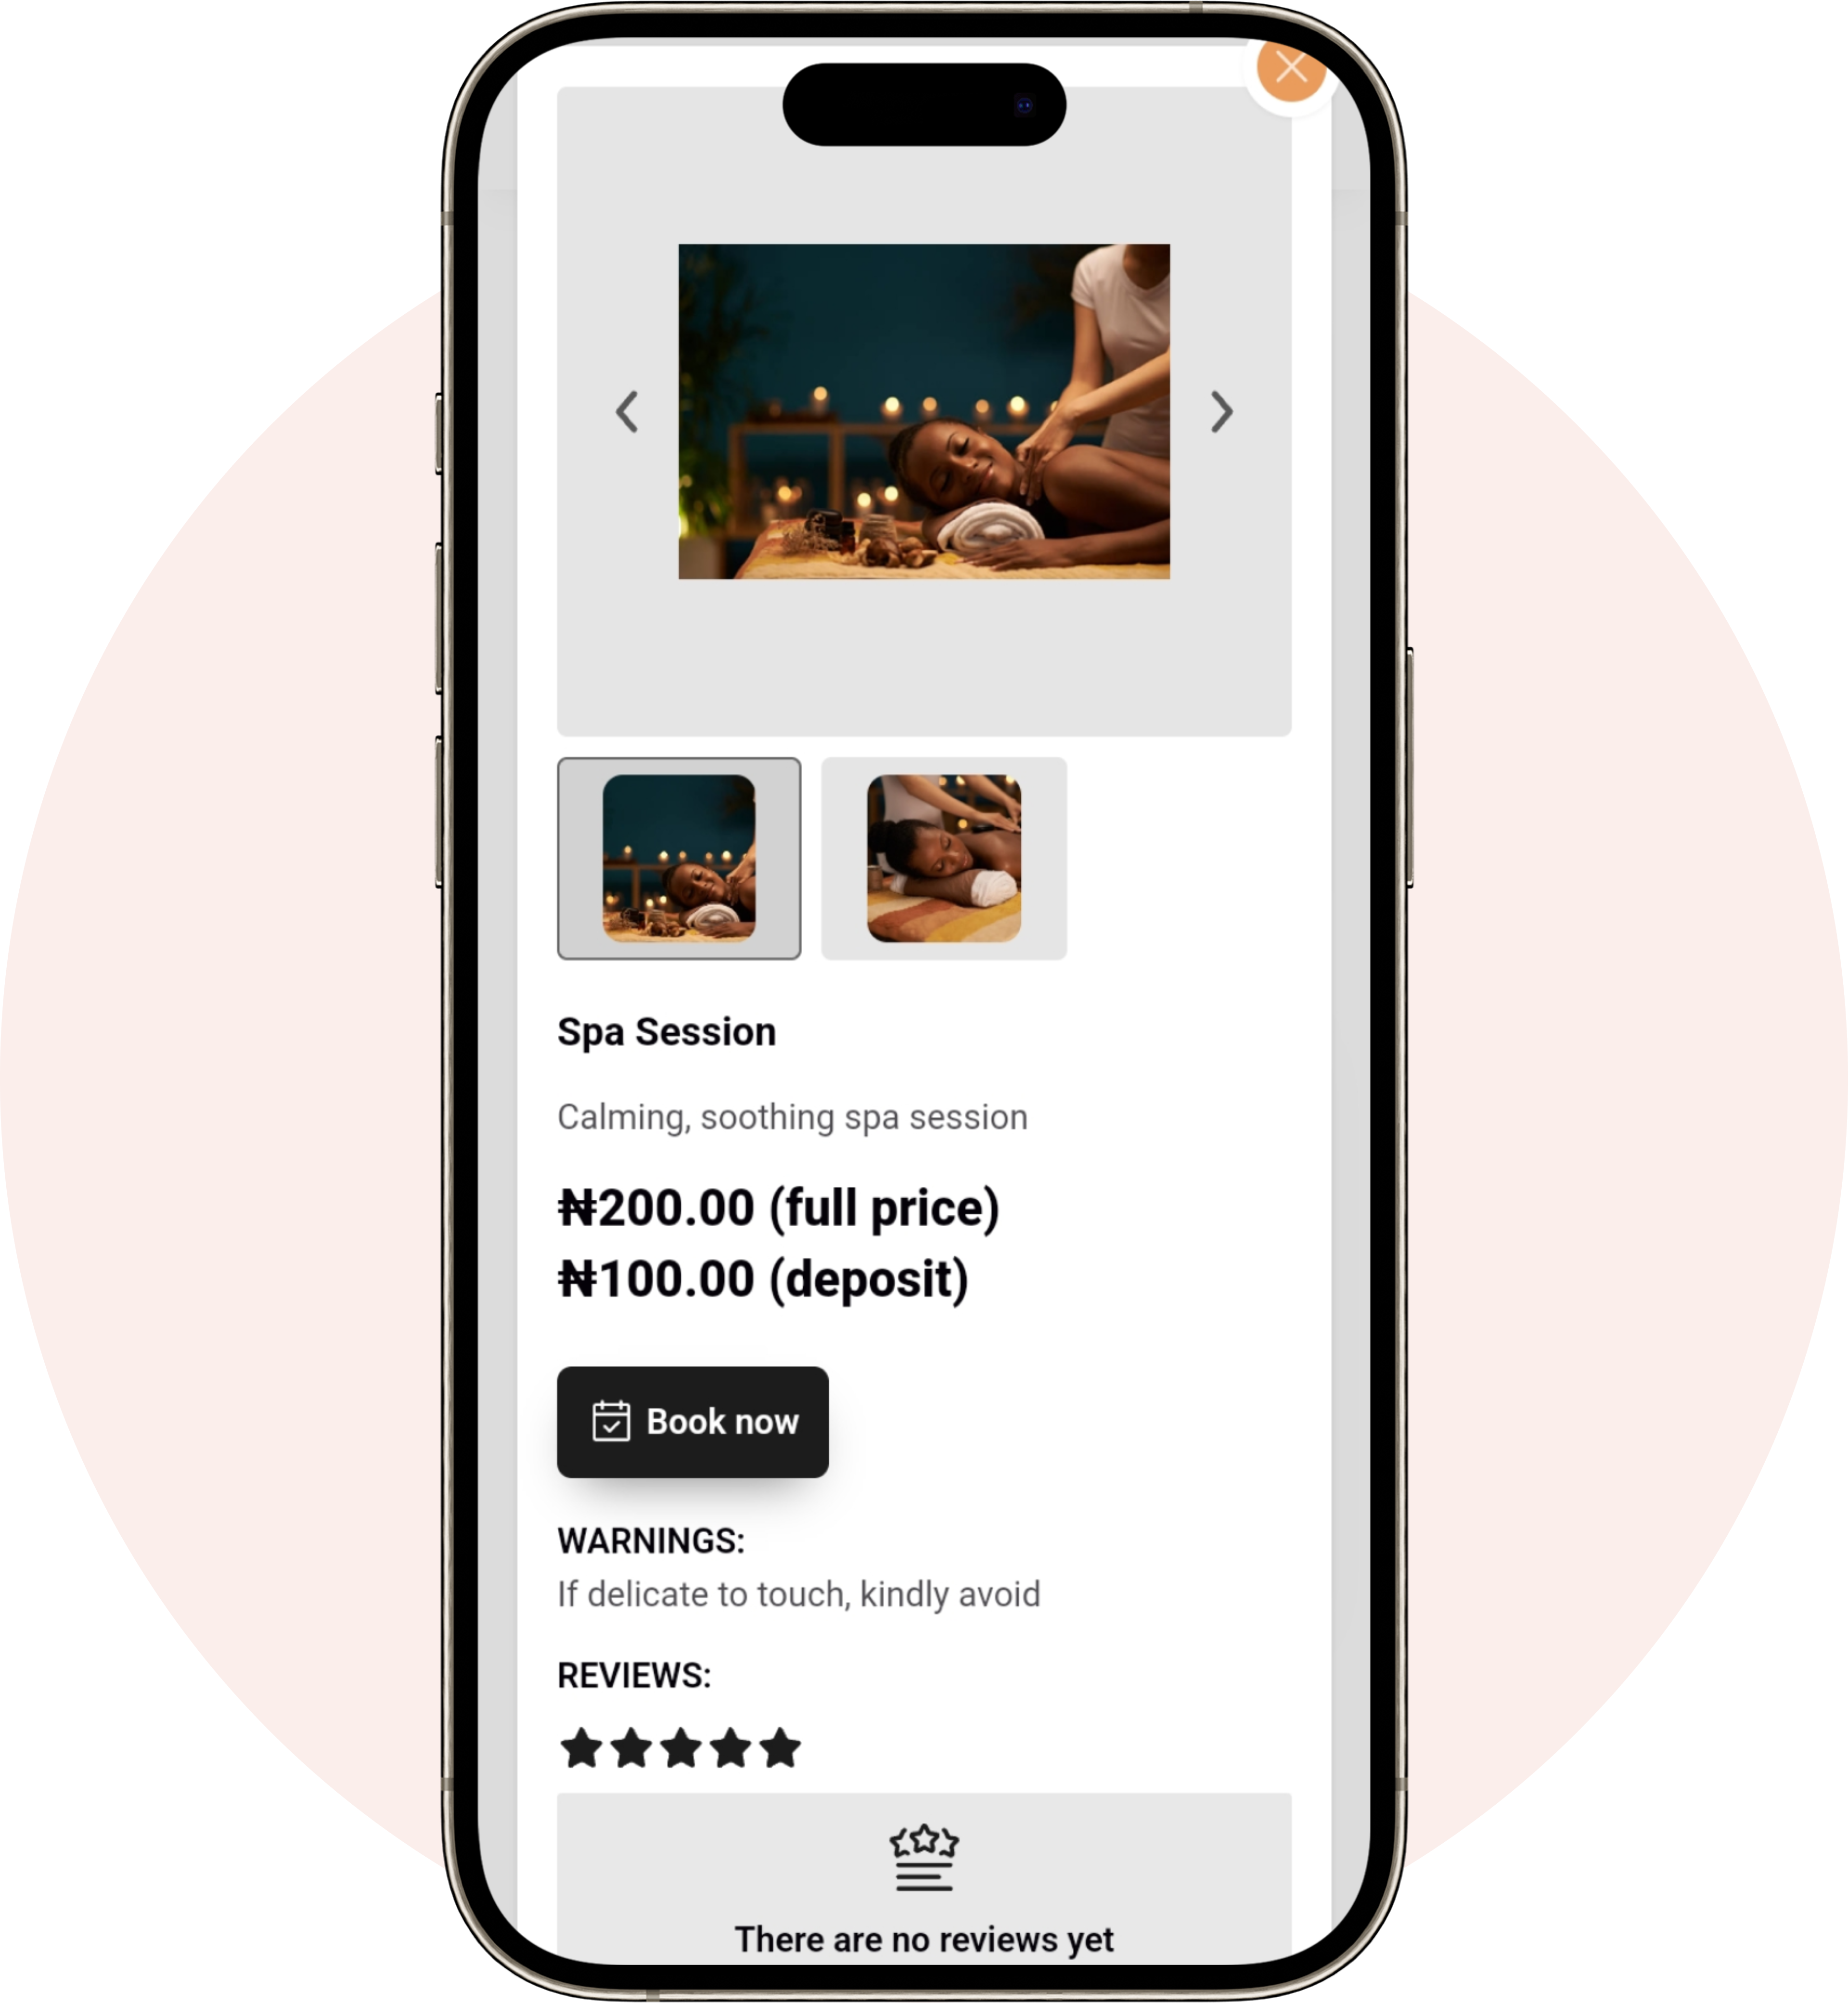 Spa Session
Calming, soothing spa session
₦200.00 (full price)
₦100.00 (deposit)
Book now
WARNINGS:
If delicate to touch, kindly avoid
REVIEWS:
There are no reviews yet